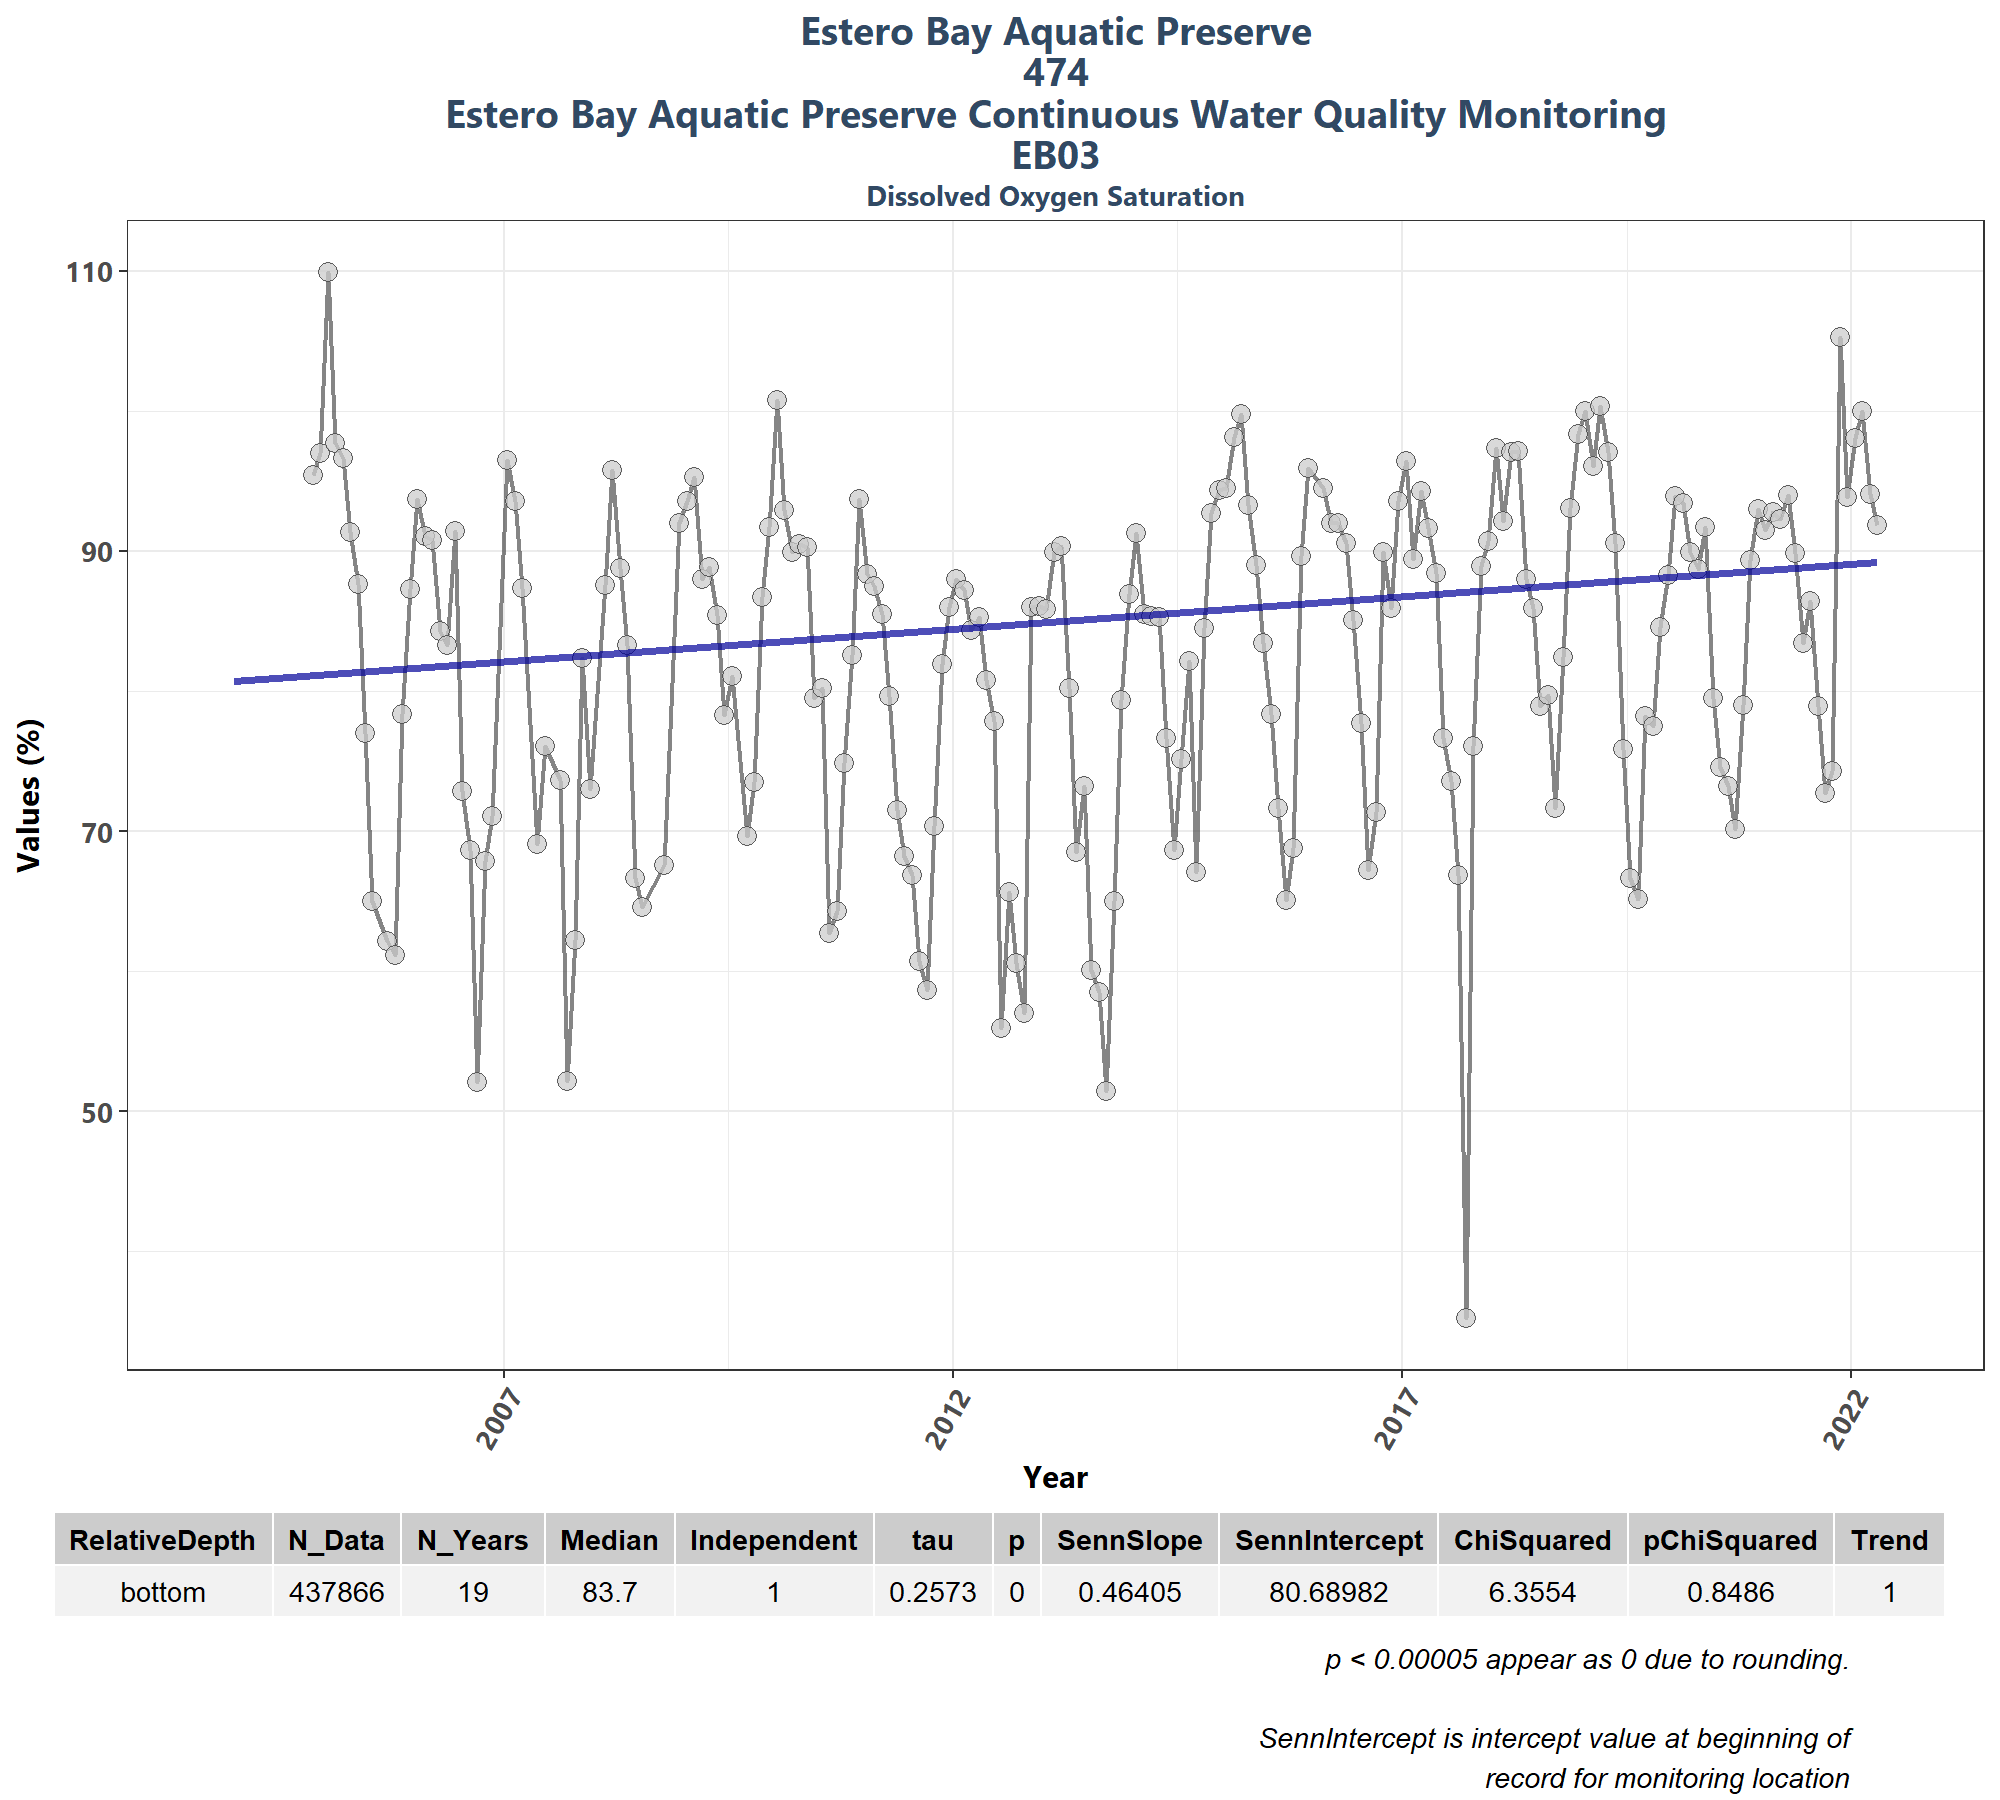 Estero Bay Aquatic Preserve
474
Estero Bay Aquatic Preserve Continuous Water Quality Monitoring
EB03
Dissolved Oxygen Saturation
110
90
70
50
Values (%)
2007 2012 2017 2022
Year
RelativeDepth N_Data N_Years Median Independent tau p SennSlope SennIntercept ChiSquared pChiSquared Trend
bottom 437866 19 83.7 1 0.2573 0 0.46405 80.68982 6.3554 0.8486 1
p < 0.00005 appear as 0 due to rounding.
SennIntercept is intercept value at beginning of
record for monitoring location